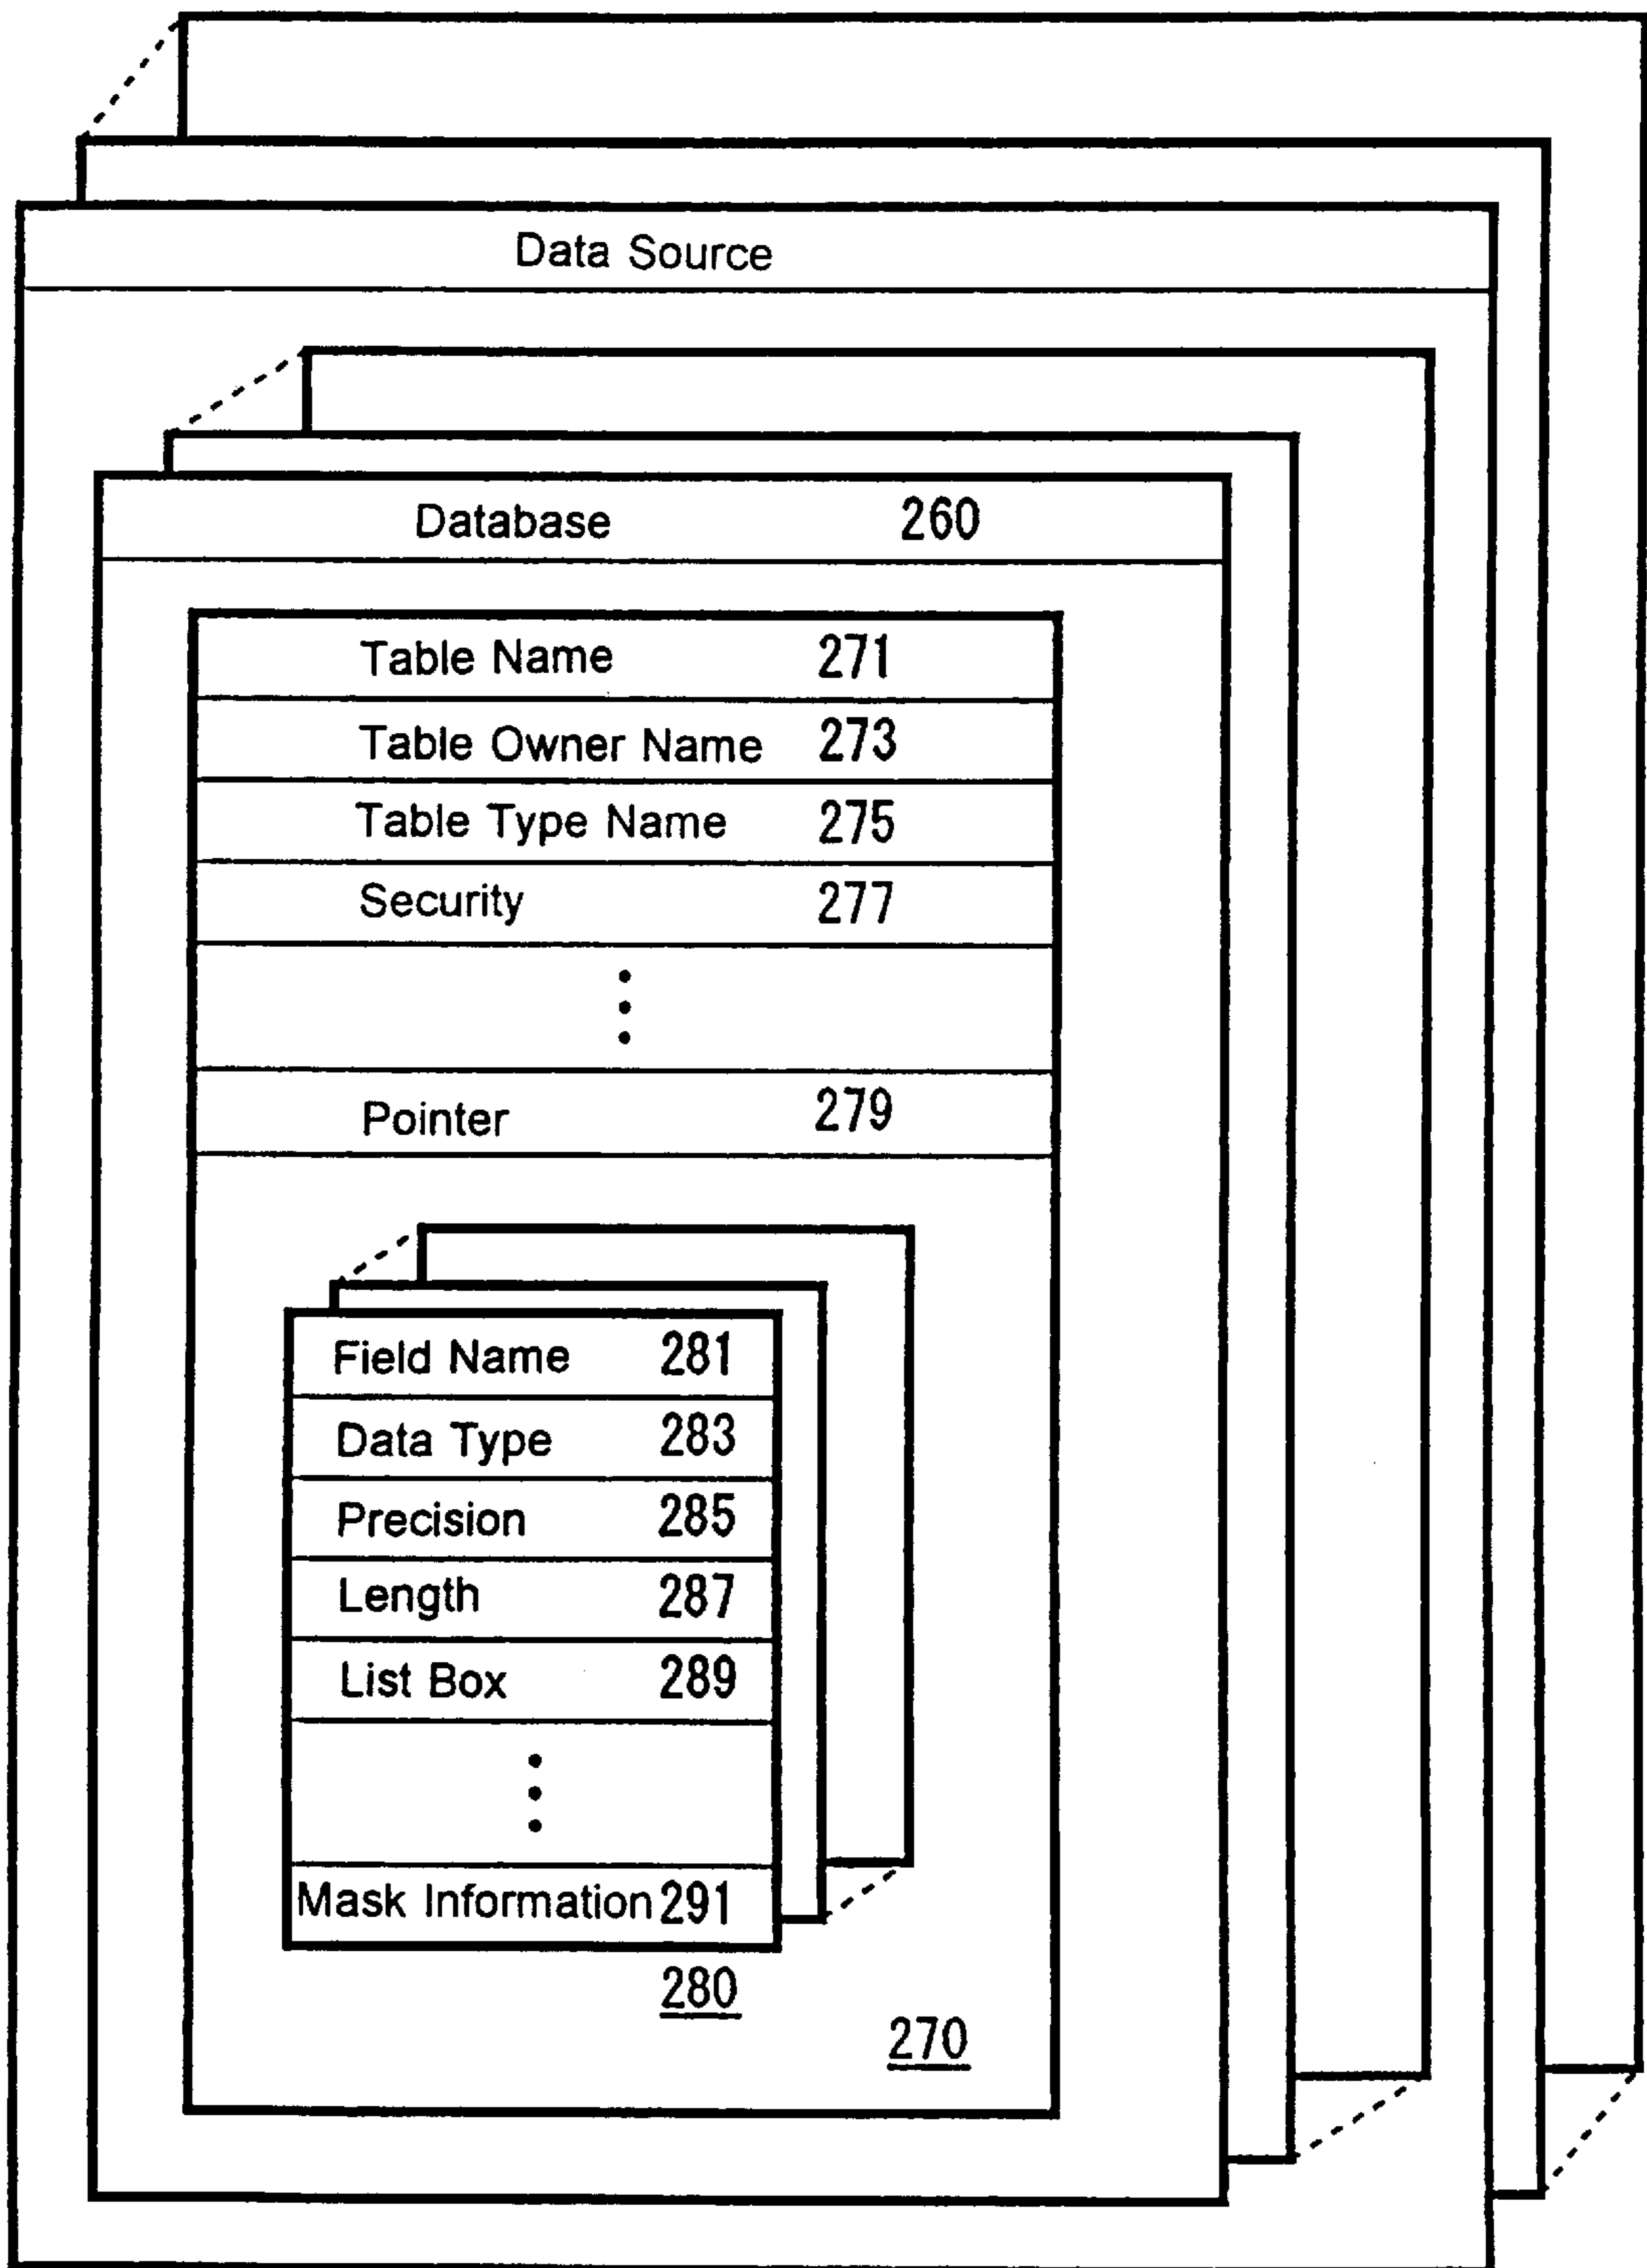 Data Source
Database 260
Table Name 271
Table Owner Name 273
Table Type Name 275
Security 277
Pointer 279
Field Name 281
Data Type 283
Precision 285
Length 287
List Box 289
Mask Information 291
280
270